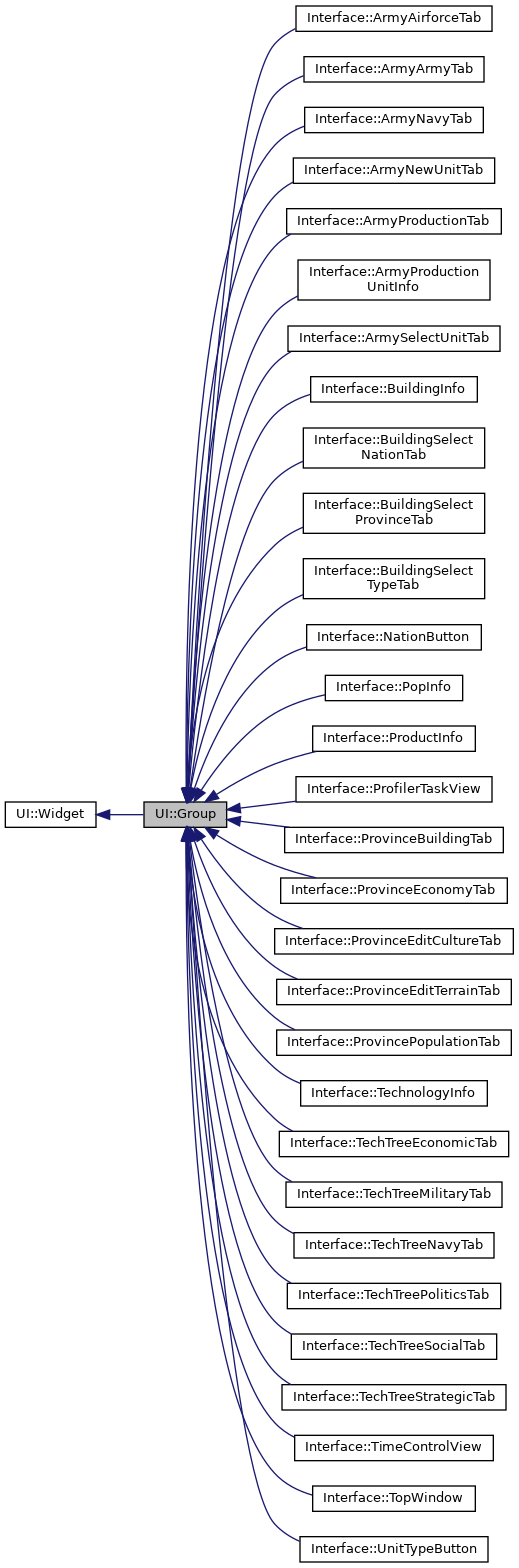 Interface::ArmyAirforceTab
Interface::ArmyArmyTab
Interface::ArmyNavyTab
Interface::ArmyNewUnitTab
Interface::ArmyProductionTab
Interface::ArmyProduction
UnitInfo
Interface::ArmySelectUnitTab
Interface::BuildingInfo
Interface::BuildingSelect
NationTab
Interface::BuildingSelect
ProvinceTab
Interface::BuildingSelect
TypeTab
Interface::NationButton
Interface::PopInfo
Interface::ProductInfo
Interface::ProfilerTaskView
UI::Widget
UI::Group
Interface::ProvinceBuildingTab
Interface::ProvinceEconomyTab
Interface::ProvinceEditCultureTab
Interface::ProvinceEditTerrainTab
Interface::ProvincePopulationTab
Interface::TechnologyInfo
Interface::TechTreeEconomicTab
Interface::TechTreeMilitaryTab
Interface::TechTreeNavyTab
Interface::TechTreePoliticsTab
Interface::TechTreeSocialTab
Interface::TechTreeStrategicTab
Interface::TimeControlView
Interface::TopWindow
Interface::UnitTypeButton